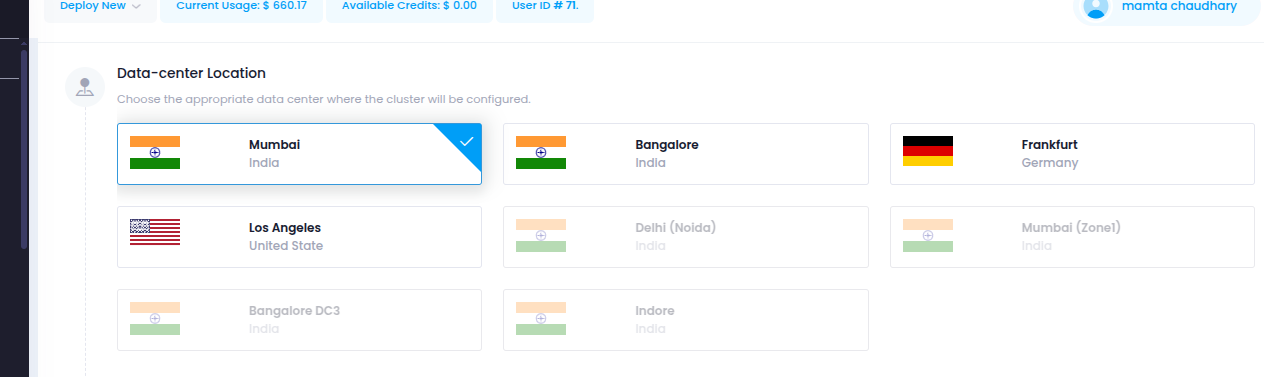 Deploy New
Current Usage: $ 660.17
Available Credits: $ 0.00
User ID # 71.
mamta chaudhary
Data-center Location
Choose the appropriate data center where the cluster will be configured.
Mumbai
India
Bangalore
India
Frankfurt
Germany
Los Angeles
United State
Delhi (Noida)
India
Mumbai (Zone1)
India
Bangalore DC3
India
Indore
India